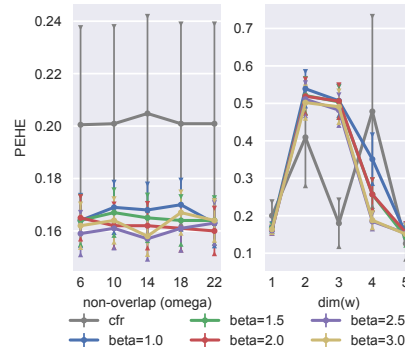 0.24
0.22
0.20
0.18
0.16
PEHE
6 10 14 18 22
non-overlap (omega)
0.7
0.6
0.5
0.4
0.3
0.2
0.1
1 2 3 4 5
dim(w)
cfr beta=1.5 beta=2.5
beta=1.0 beta=2.0 beta=3.0